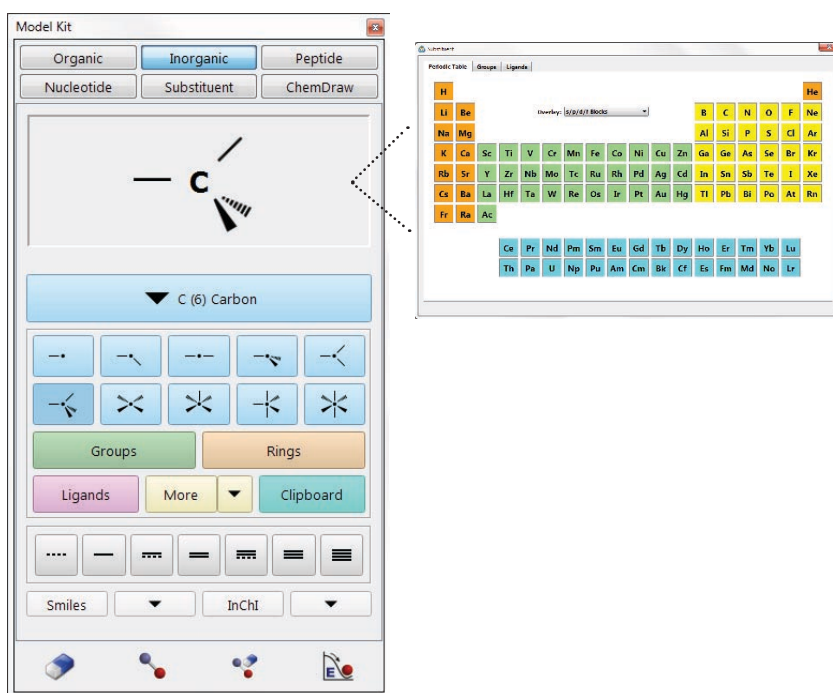 Model Kit
Organic Inorganic Peptide
Nucleotide Substituent ChemDraw
C
C (6) Carbon
Groups Rings
Ligands More Clipboard
Smiles InChI
E
Substituent
Periodic Table Groups Ligands
Overlay: s/p/d/f Blocks
H He
Li Be B C N O F Ne
Na Mg Al Si P S Cl Ar
K Ca Sc Ti V Cr Mn Fe Co Ni Cu Zn Ga Ge As Se Br Kr
Rb Sr Y Zr Nb Mo Tc Ru Rh Pd Ag Cd In Sn Sb Te I Xe
Cs Ba La Hf Ta W Re Os Ir Pt Au Hg Tl Pb Bi Po At Rn
Fr Ra Ac
Ce Pr Nd Pm Sm Eu Gd Tb Dy Ho Er Tm Yb Lu
Th Pa U Np Pu Am Cm Bk Cf Es Fm Md No Lr